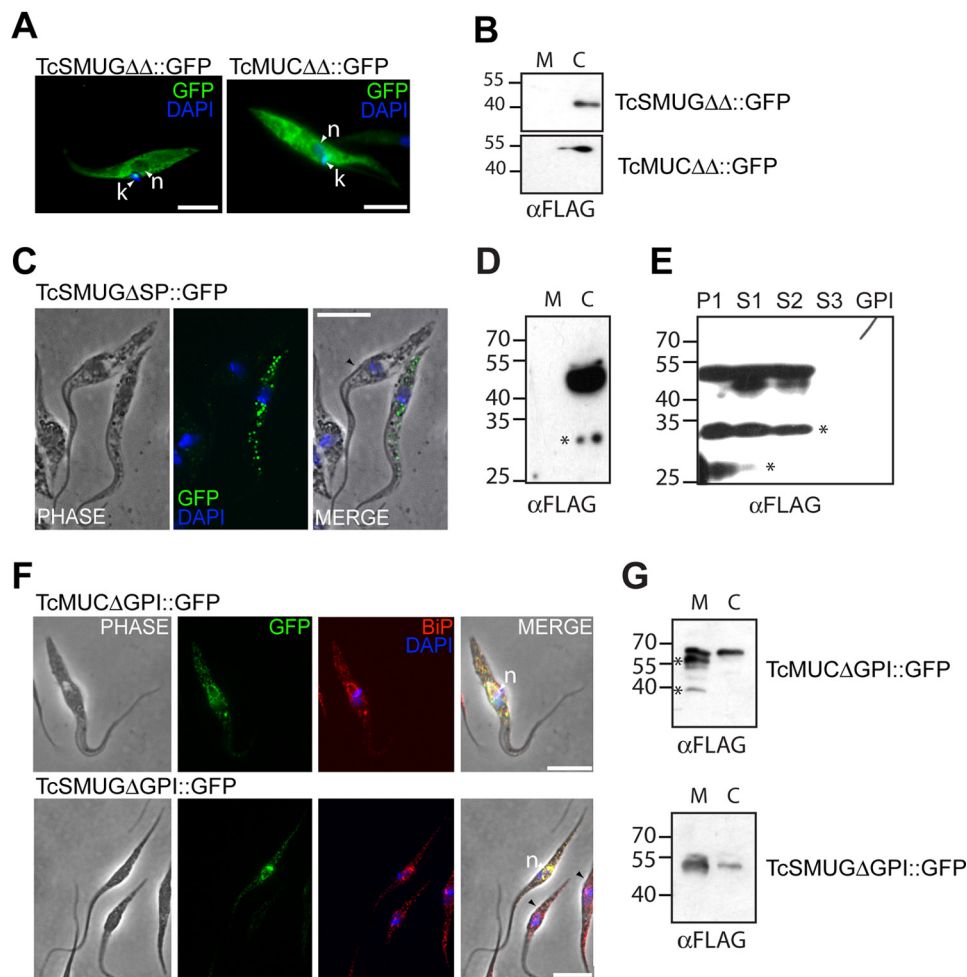 A
TcSMUGΔΔ::GFP TcMUCΔΔ::GFP
GFP
DAPI
n
k
GFP
DAPI
n
k
B
M C
55
40
TcSMUGΔΔ::GFP
55
40
TcMUCΔΔ::GFP
αFLAG
C
TcSMUGΔSP::GFP
PHASE
GFP
DAPI
MERGE
D
M C
70
55
40
35
25
*
αFLAG
E
P1 S1 S2 S3 GPI
70
55
40
35
25
*
*
αFLAG
F
TcMUCΔGPI::GFP
PHASE
GFP
BiP
DAPI
MERGE
n
TcSMUGΔGPI::GFP
n
G
M C
70
55
40
*
*
TcMUCΔGPI::GFP
αFLAG
M C
70
55
40
TcSMUGΔGPI::GFP
αFLAG